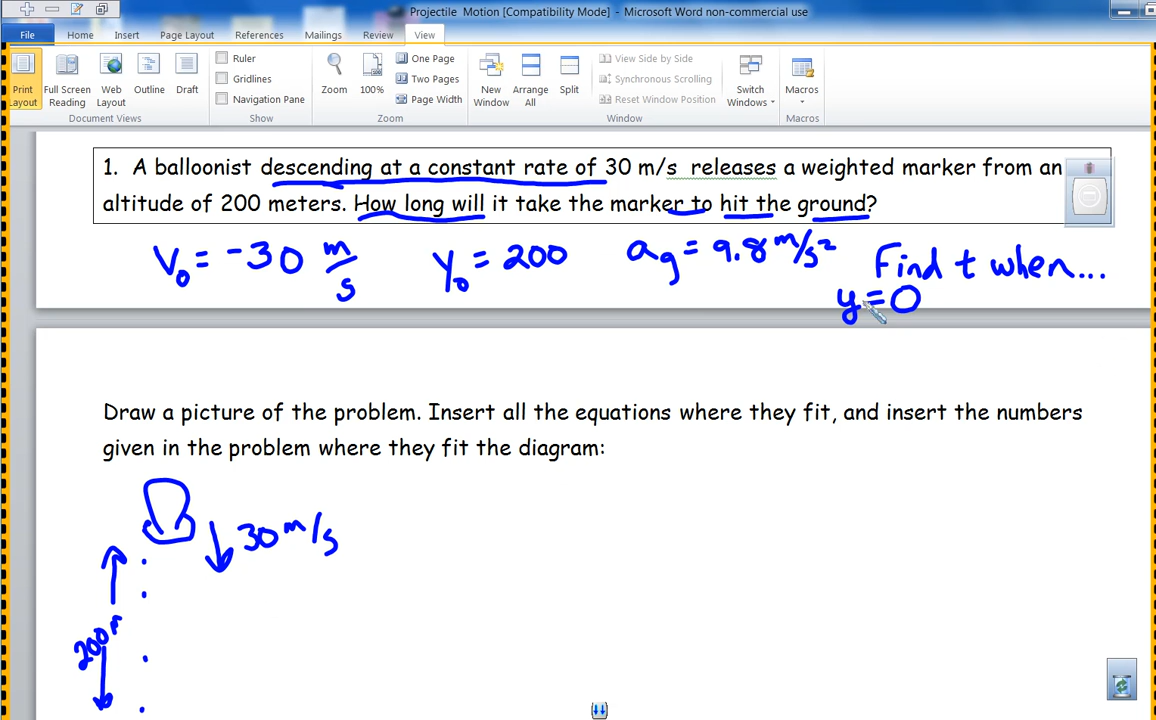 Projectile Motion [Compatibility Mode] - Microsoft Word non-commercial use
File Home Insert Page Layout References Mailings Review View
Print Layout
Full Screen Reading
Web Layout
Outline
Draft
Document Views
Ruler
Gridlines
Navigation Pane
Show
Zoom
100%
One Page
Two Pages
Page Width
Zoom
New Window
Arrange All
Split
View Side by Side
Synchronous Scrolling
Reset Window Position
Window
Switch Windows
Macros
Macros
1. A balloonist descending at a constant rate of 30 m/s releases a weighted marker from an
altitude of 200 meters. How long will it take the marker to hit the ground?
V₀ = -30 m/s y₀ = 200 a_g = 9.8 m/s² Find t when...
y = 0
Draw a picture of the problem. Insert all the equations where they fit, and insert the numbers
given in the problem where they fit the diagram:
30 m/s
200 m